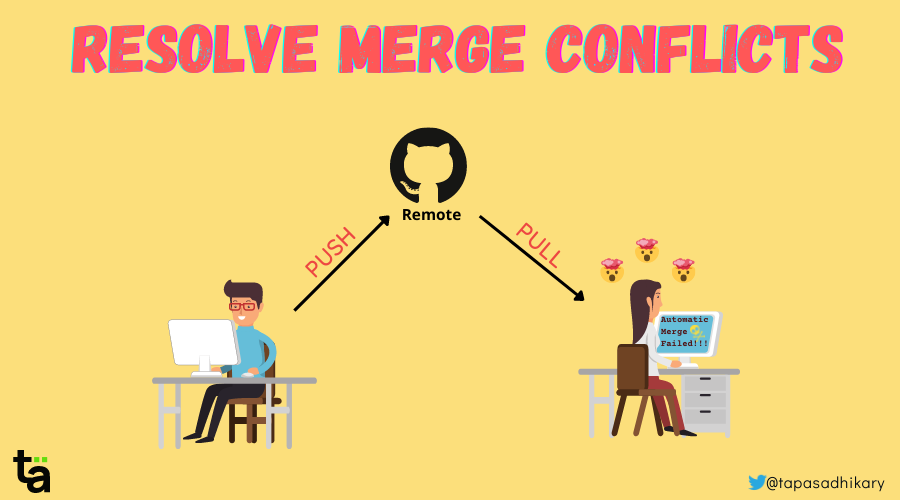 RESOLVE MERGE CONFLICTS
Remote
PUSH
PULL
Automatic
Merge
Failed!!!
tä
@tapasadhikary